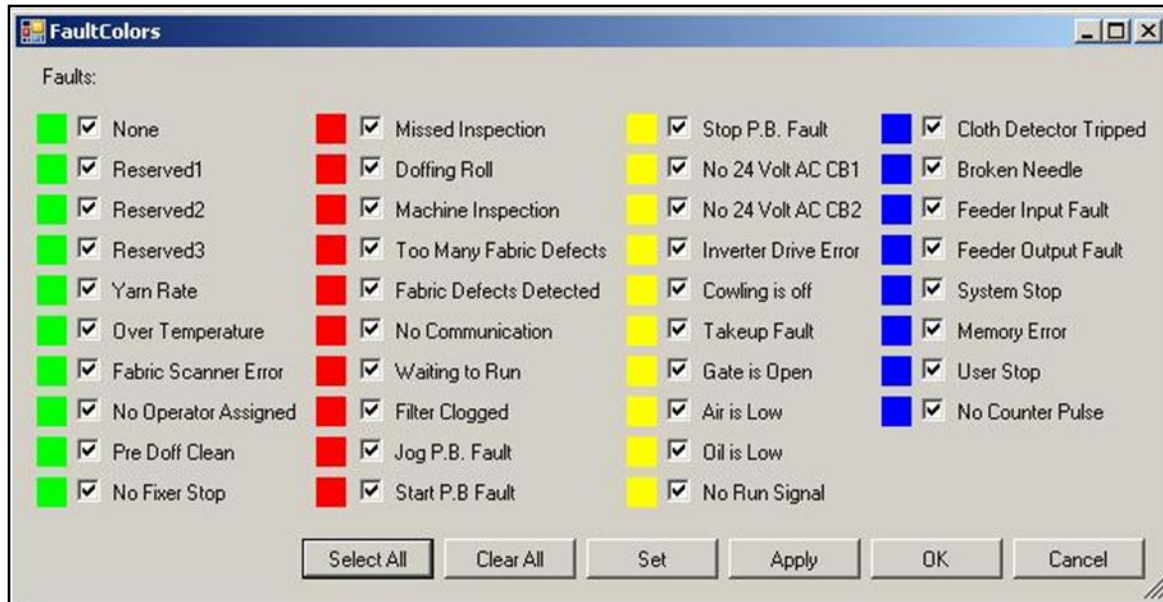 FaultColors
Faults:
None
Reserved1
Reserved2
Reserved3
Yarn Rate
Over Temperature
Fabric Scanner Error
No Operator Assigned
Pre Doff Clean
No Fixer Stop
Missed Inspection
Doffing Roll
Machine Inspection
Too Many Fabric Defects
Fabric Defects Detected
No Communication
Waiting to Run
Filter Clogged
Jog P.B. Fault
Start P.B Fault
Stop P.B. Fault
No 24 Volt AC CB1
No 24 Volt AC CB2
Inverter Drive Error
Cowling is off
Takeup Fault
Gate is Open
Air is Low
Oil is Low
No Run Signal
Cloth Detector Tripped
Broken Needle
Feeder Input Fault
Feeder Output Fault
System Stop
Memory Error
User Stop
No Counter Pulse
Select All Clear All Set Apply OK Cancel